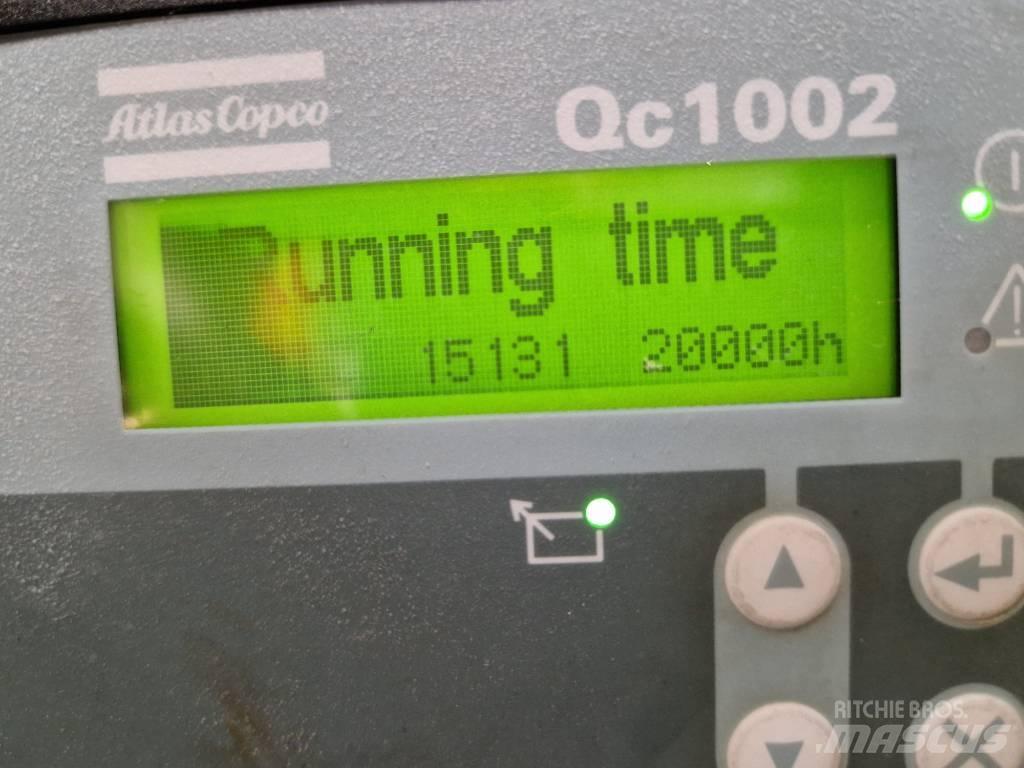 Atlas Copco
Qc1002
Running time
15131 20000h
RITCHIE BROS.
MASCUS